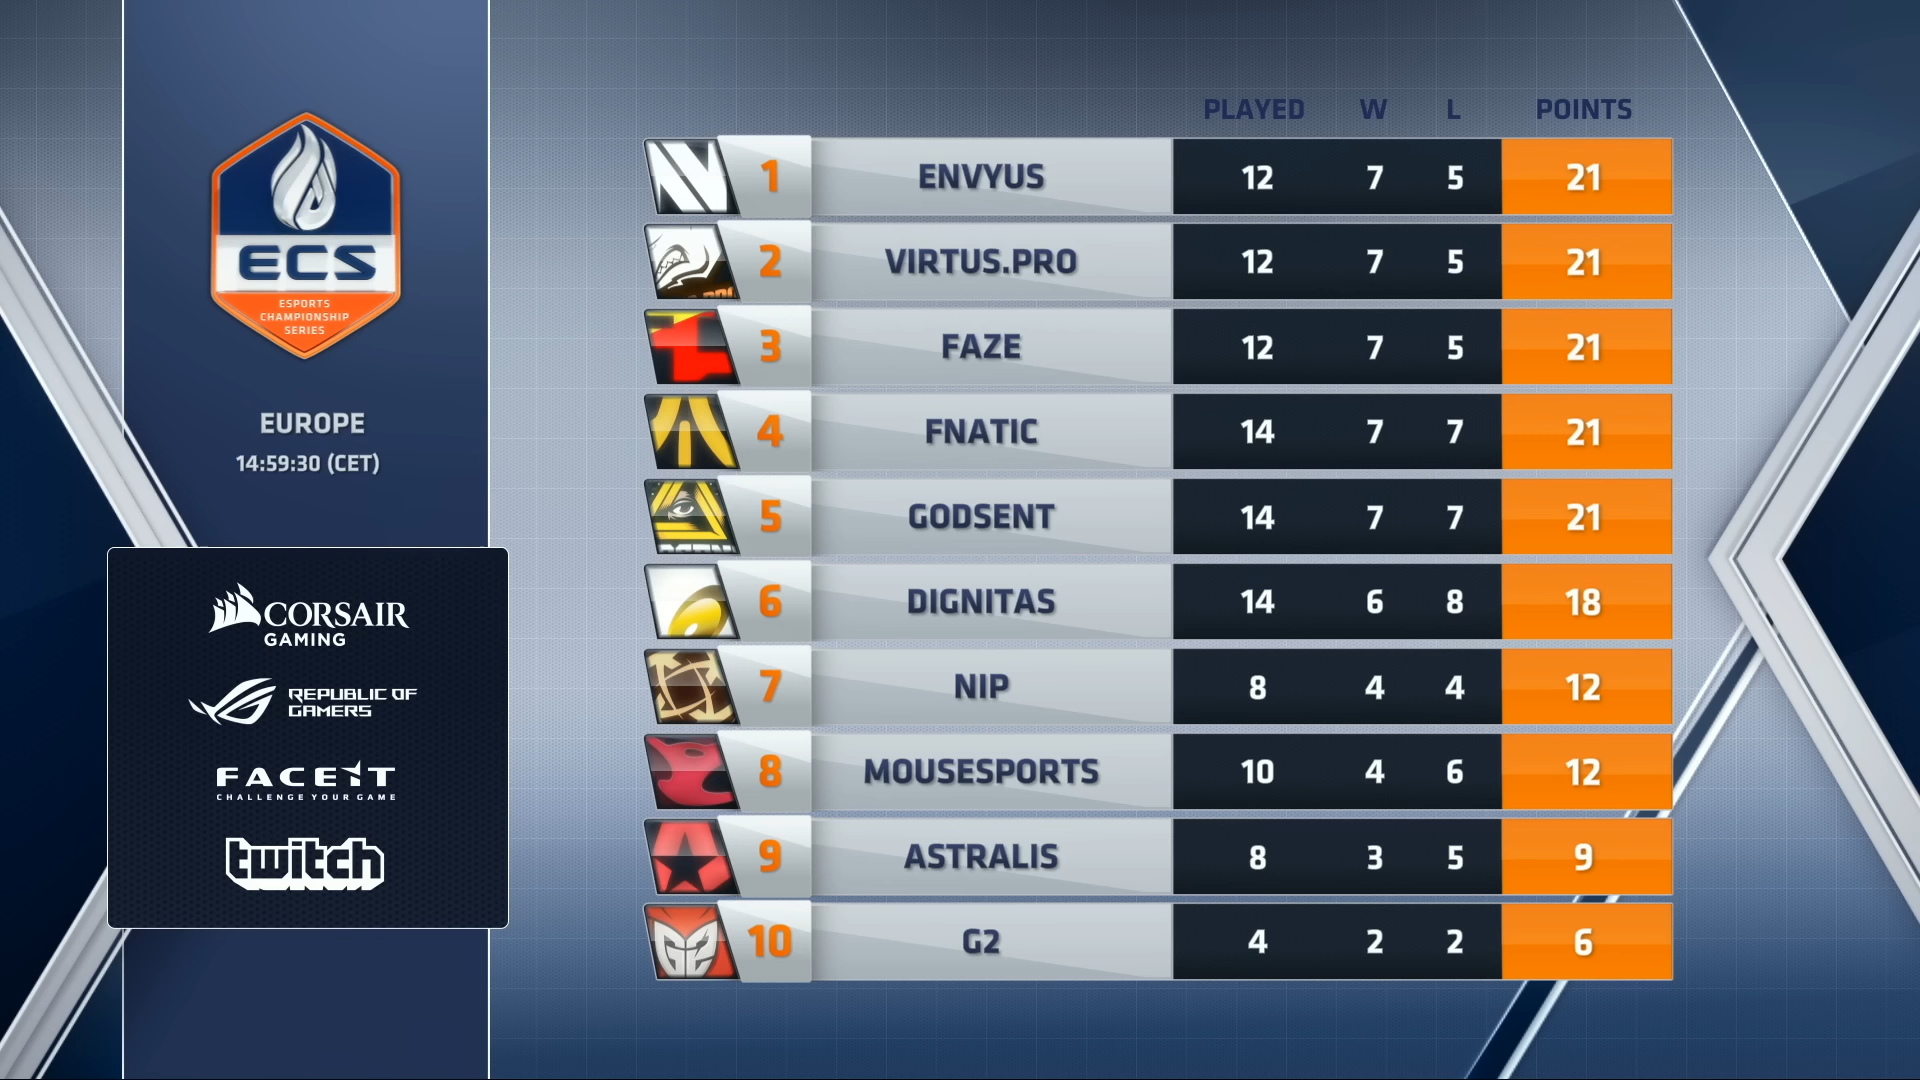 ECS
ESPORTS
CHAMPIONSHIP
SERIES
EUROPE
14:59:30 (CET)
CORSAIR
GAMING
REPUBLIC OF
GAMERS
FACEIT
CHALLENGE YOUR GAME
twitch
PLAYED W L POINTS
1 ENVYUS 12 7 5 21
2 VIRTUS.PRO 12 7 5 21
3 FAZE 12 7 5 21
4 FNATIC 14 7 7 21
5 GODSENT 14 7 7 21
6 DIGNITAS 14 6 8 18
7 NIP 8 4 4 12
8 MOUSESPORTS 10 4 6 12
9 ASTRALIS 8 3 5 9
10 G2 4 2 2 6